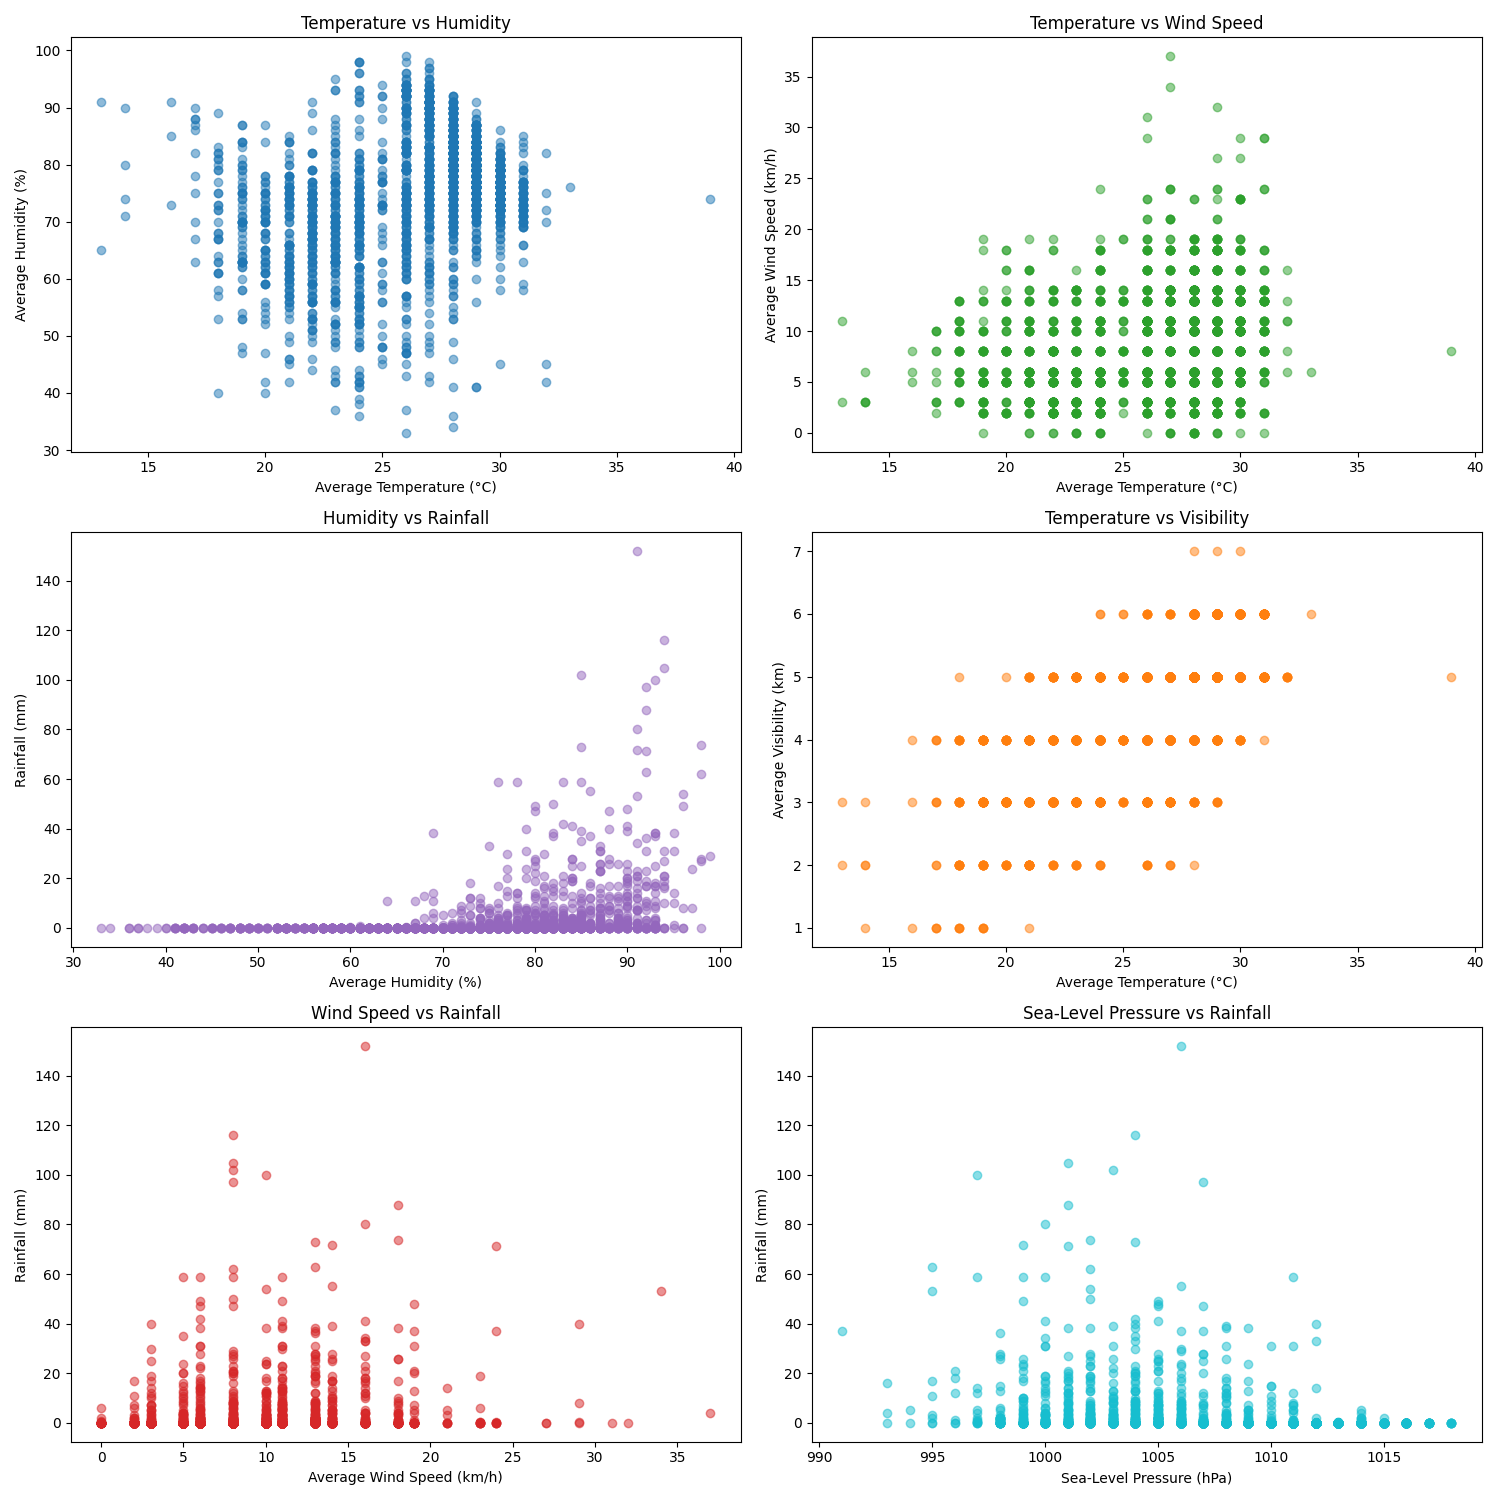 Temperature vs Humidity
Average Humidity (%)
100
90
80
70
60
50
40
30
15 20 25 30 35 40
Average Temperature (°C)
Temperature vs Wind Speed
Average Wind Speed (km/h)
35
30
25
20
15
10
5
0
15 20 25 30 35 40
Average Temperature (°C)
Humidity vs Rainfall
Rainfall (mm)
140
120
100
80
60
40
20
0
30 40 50 60 70 80 90 100
Average Humidity (%)
Temperature vs Visibility
Average Visibility (km)
7
6
5
4
3
2
1
15 20 25 30 35 40
Average Temperature (°C)
Wind Speed vs Rainfall
Rainfall (mm)
140
120
100
80
60
40
20
0
0 5 10 15 20 25 30 35
Average Wind Speed (km/h)
Sea-Level Pressure vs Rainfall
Rainfall (mm)
140
120
100
80
60
40
20
0
990 995 1000 1005 1010 1015
Sea-Level Pressure (hPa)